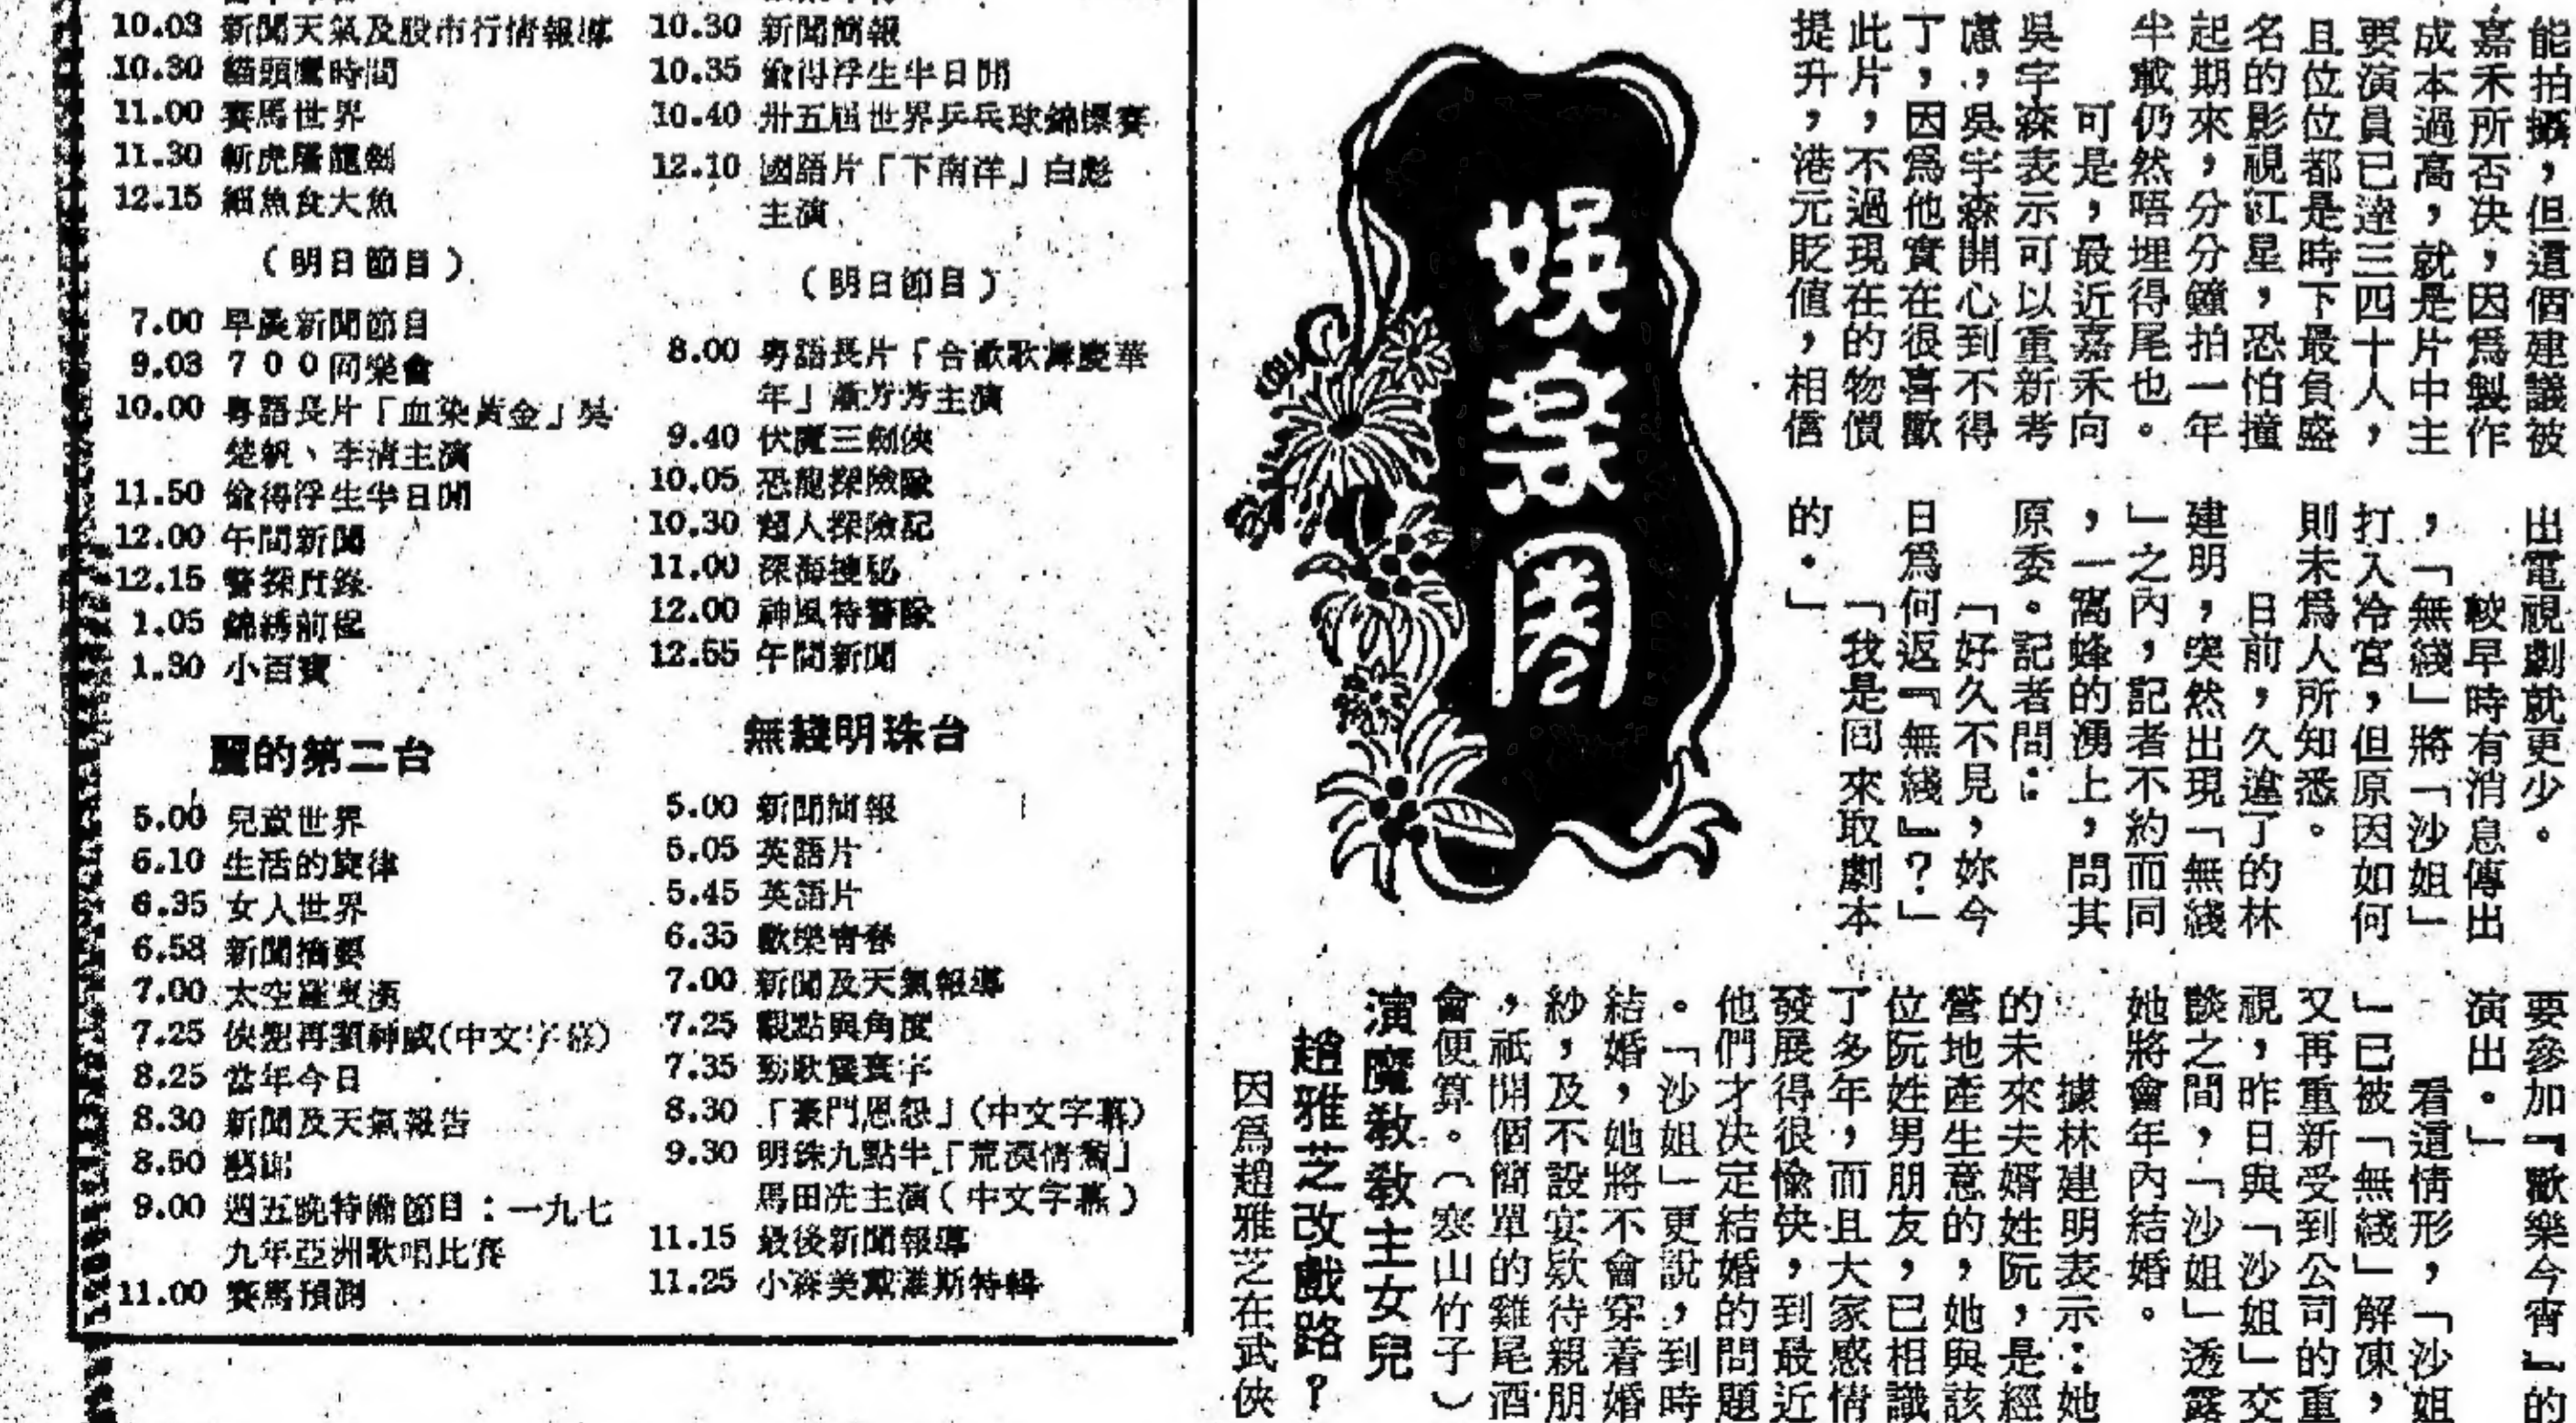 10.03 新聞天氣及股市行情報導
10.30 貓頭鷹時間
11.00 賽馬世界
11.30 新虎膽龍劍
12.15 細魚食大魚
（明日節目）
7.00 早晨新聞節目
9.03 700同樂會
10.00 粵語長片「血染黃金」吳
楚帆、李清主演
11.50 偷得浮生半日閒
12.00 午間新聞
12.15 警探實錄
1.05 錦綉前程
1.30 小百寶
麗的第二台
5.00 兒童世界
6.10 生活的旋律
6.35 女人世界
6.58 新聞摘要
7.00 太空羅賓漢
7.25 俠盜再顯神威（中文字幕）
8.25 當年今日
8.30 新聞及天氣報告
8.50 藝訊
9.00 週五晚特備節目：一九七
九年亞洲歌唱比賽
11.00 賽馬預測
10.30 新聞簡報
10.35 偷得浮生半日閒
10.40 卅五屆世界乒乓球錦標賽
12.10 國語片「下南洋」白彪
主演
（明日節目）
8.00 粵語長片「合歡歌舞慶華
年」蕭芳芳主演
9.40 伏魔三劍俠
10.05 恐龍探險隊
10.30 超人探險記
11.00 深海搜秘
12.00 神風特警隊
12.55 午間新聞
無綫明珠台
5.00 新聞簡報
5.05 英語片
5.45 英語片
6.35 歡樂青春
7.00 新聞及天氣報導
7.25 觀點與角度
7.35 勁歌寰宇
8.30 「豪門恩怨」（中文字幕）
9.30 明珠九點半「荒漠情鴛」
馬田冼主演（中文字幕）
11.15 最後新聞報導
11.25 小森美戴維斯特輯
娛樂圈
能拍攝，但這個建議被
嘉禾所否決，因爲製作
成本過高，就是片中主
要演員已達三四十人，
且位位都是時下最負盛
名的影視紅星，恐怕撞
起期來，分分鐘拍一年
半載仍然唔埋得尾也。
可是，最近嘉禾向
吳宇森表示可以重新考
慮，吳宇森開心到不得
了，因爲他實在很喜歡
此片，不過現在的物價
提升，港元貶值，相信
出電視劇就更少。
較早時有消息傳出
，「無綫」將「沙姐」
打入冷宮，但原因如何
則未爲人所知悉。
日前，久違了的林
建明，突然出現「無綫
」之內，記者不約而同
，一窩蜂的湧上，問其
原委。記者問：
「好久不見，妳今
日爲何返『無綫』？」
「我是囘來取劇本
的。」
要參加『歡樂今宵』的
演出。」
看這情形，「沙姐
」已被「無綫」解凍，
又再重新受到公司的重
視，昨日與「沙姐」交
談之間，「沙姐」透露
她將會年內結婚。
據林建明表示：她
的未來夫婿姓阮，是經
營地產生意的，她與該
位阮姓男朋友，已相識
了多年，而且大家感情
發展得很愉快，到最近
他們才決定結婚的問題
。「沙姐」更說，到時
結婚，她將不會穿着婚
紗，及不設宴欵待親朋
，祇開個簡單的雞尾酒
會便算。（寒山竹子）
演魔敎敎主女兒
趙雅芝改戲路？
因爲趙雅芝在武俠